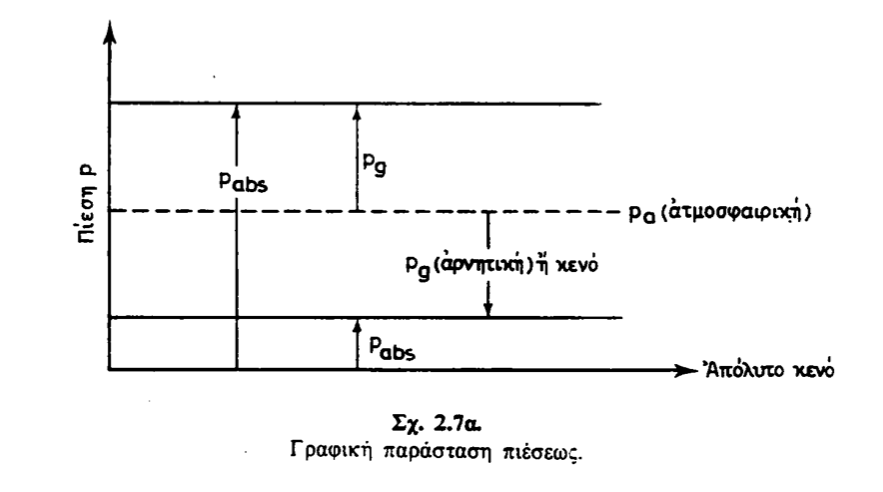 Πίεση p
p_abs
p_g
p_a (ἀτμοσφαιρική)
p_g (ἀρνητική) ἤ κενό
p_abs
Ἀπόλυτο κενό
Σχ. 2.7α.
Γραφική παράσταση πιέσεως.